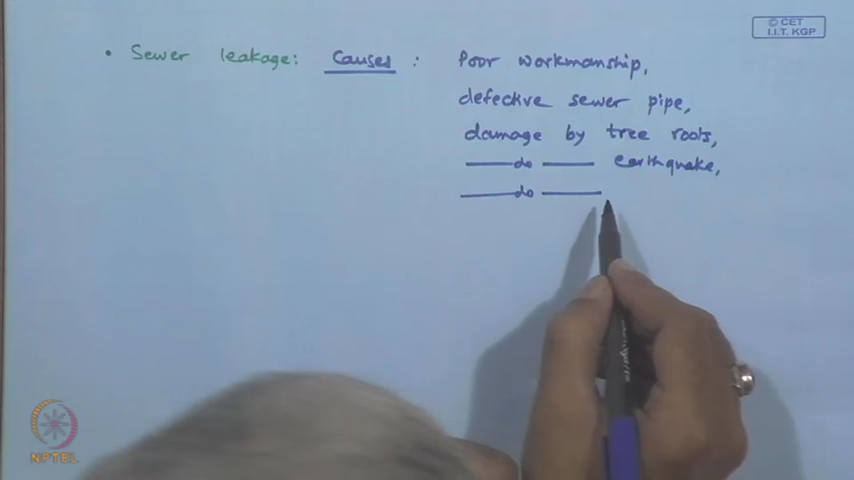 © CET
I.I.T. KGP
• Sewer leakage: Causes : Poor workmanship,
defective sewer pipe,
damage by tree roots,
—— do —— earthquake,
—— do ——
NPTEL